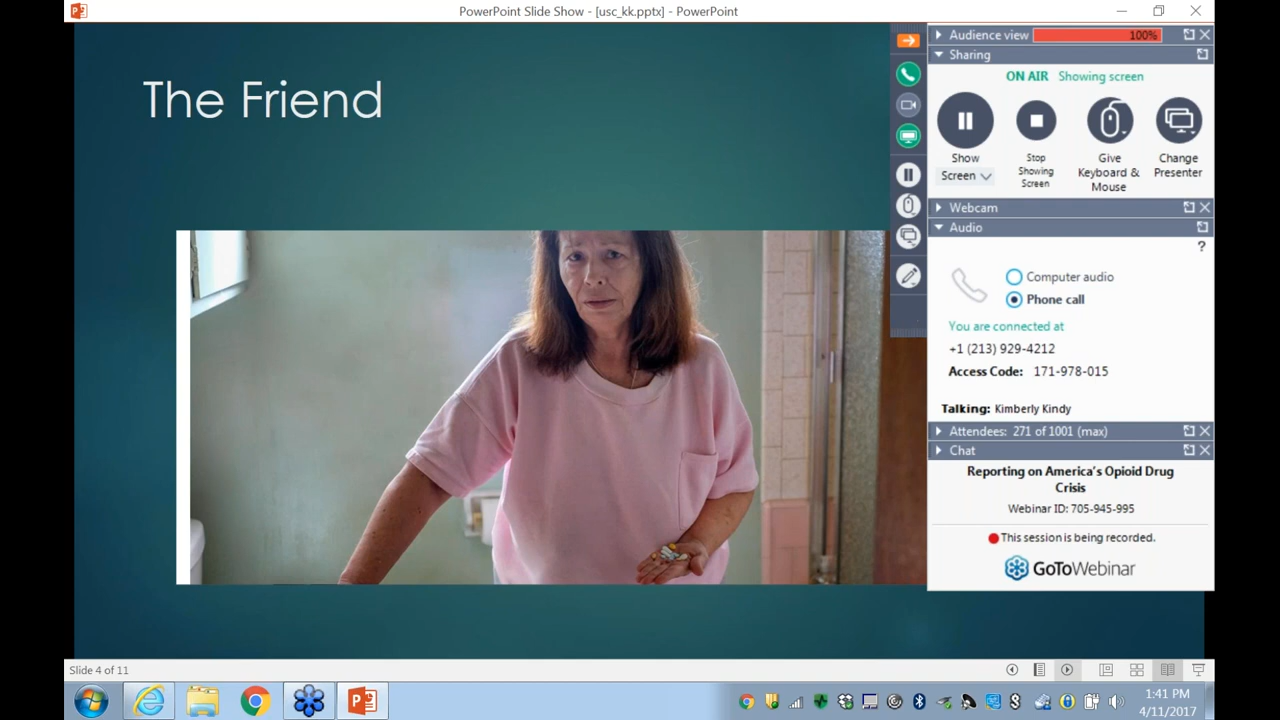 PowerPoint Slide Show - [usc_kk.pptx] - PowerPoint
The Friend
Audience view 100%
Sharing
ON AIR Showing screen
Show
Screen
Stop
Showing
Screen
Give
Keyboard &
Mouse
Change
Presenter
Webcam
Audio
?
Computer audio
Phone call
You are connected at
+1 (213) 929-4212
Access Code: 171-978-015
Talking: Kimberly Kindy
Attendees: 271 of 1001 (max)
Chat
Reporting on America's Opioid Drug
Crisis
Webinar ID: 705-945-995
This session is being recorded.
GoToWebinar
Slide 4 of 11
1:41 PM
4/11/2017